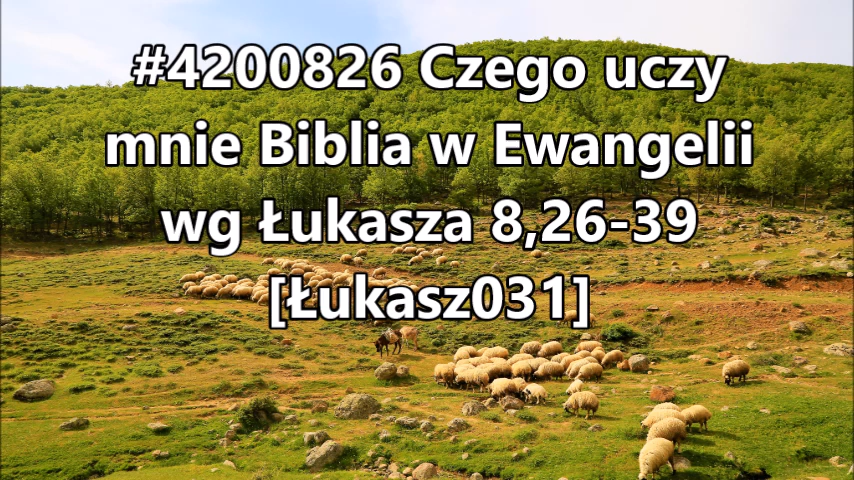 #4200826 Czego uczy
mnie Biblia w Ewangelii
wg Łukasza 8,26-39
[Łukasz031]